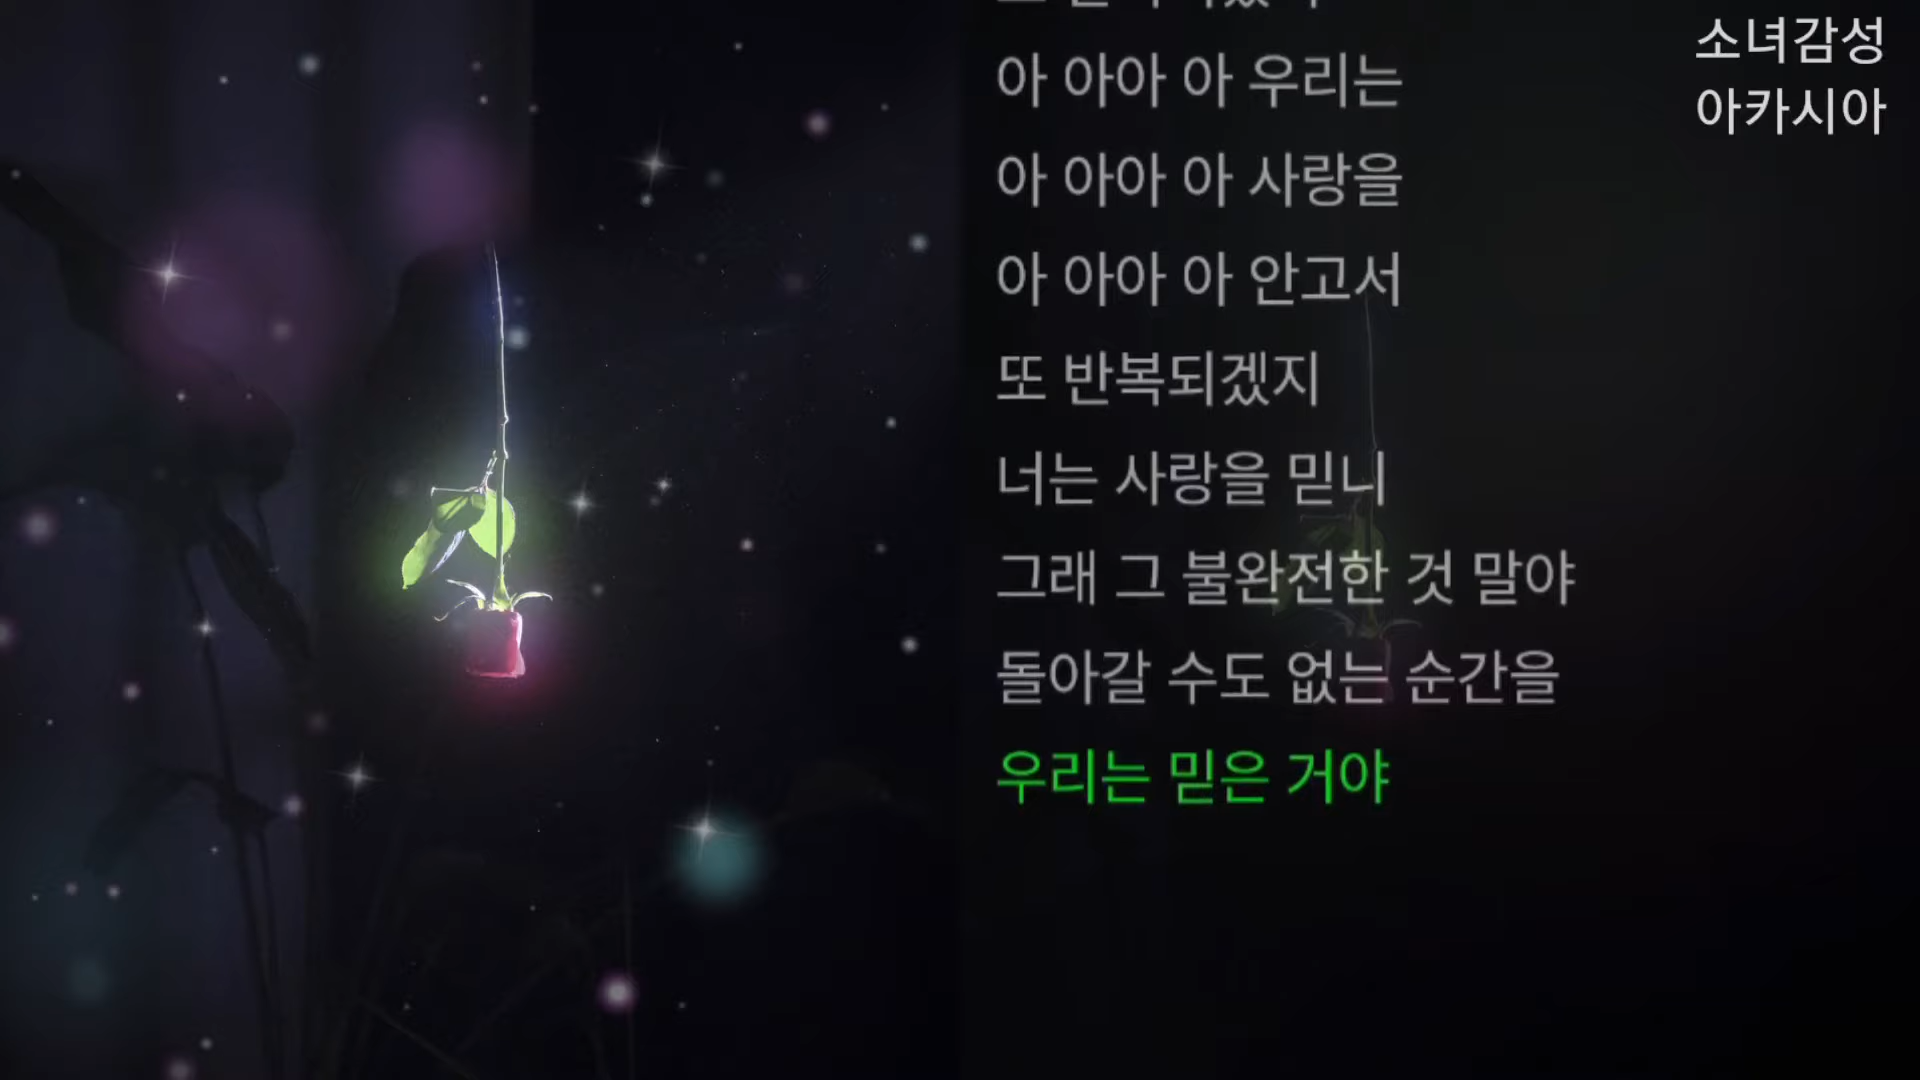 소녀감성
아카시아
아 아아 아 우리는
아 아아 아 사랑을
아 아아 아 안고서
또 반복되겠지
너는 사랑을 믿니
그래 그 불완전한 것 말야
돌아갈 수도 없는 순간을
우리는 믿은 거야